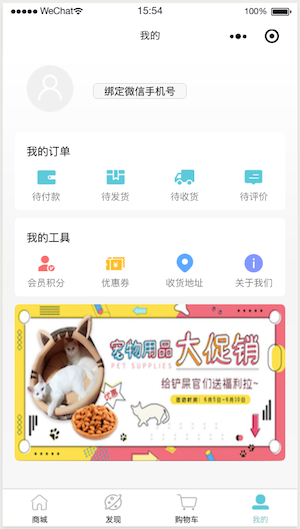 WeChat
15:54
100%
我的
绑定微信手机号
我的订单
待付款 待发货 待收货 待评价
我的工具
会员积分 优惠券 收货地址 关于我们
宠物用品 大促销
PET SUPPLIES
给铲屎官们送福利拉~
优惠
活动时间：6月5日-6月10日
商城 发现 购物车 我的